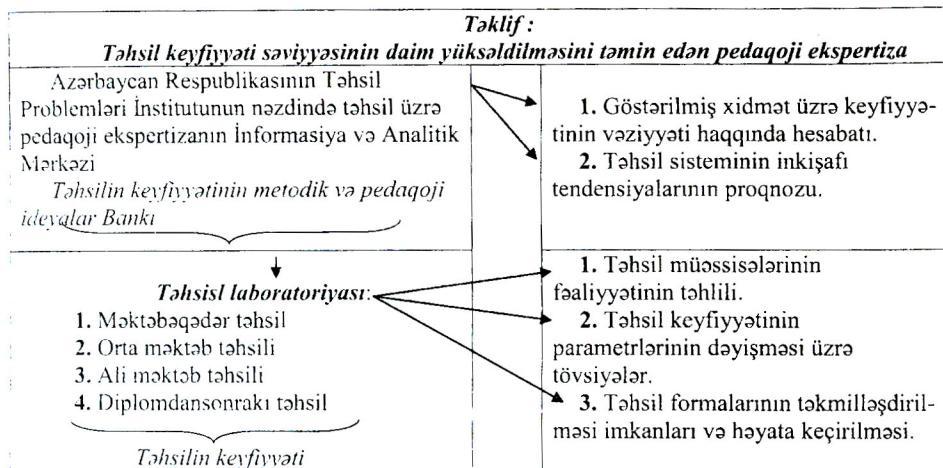 Təklif :
Təhsil keyfiyyəti səviyyəsinin daim yüksəldilməsini təmin edən pedaqoji ekspertiza
Azərbaycan Respublikasının Təhsil
Problemləri İnstitutunun nəzdində təhsil üzrə
pedaqoji ekspertizanın İnformasiya və Analitik
Mərkəzi
Təhsilin keyfiyyətinin metodik və pedaqoji
ideyalar Bankı
1. Göstərilmiş xidmət üzrə keyfiyyə-
tinin vəziyyəti haqqında hesabatı.
2. Təhsil sisteminin inkişafı
tendensiyalarının proqnozu.
Təhsisl laboratoriyası:
1. Məktəbəqədər təhsil
2. Orta məktəb təhsili
3. Ali məktəb təhsili
4. Diplomdansonrakı təhsil
Təhsilin keyfiyyəti
1. Təhsil müəssisələrinin
fəaliyyətinin təhlili.
2. Təhsil keyfiyyətinin
parametrlərinin dəyişməsi üzrə
tövsiyələr.
3. Təhsil formalarının təkmilləşdiril-
məsi imkanları və həyata keçirilməsi.